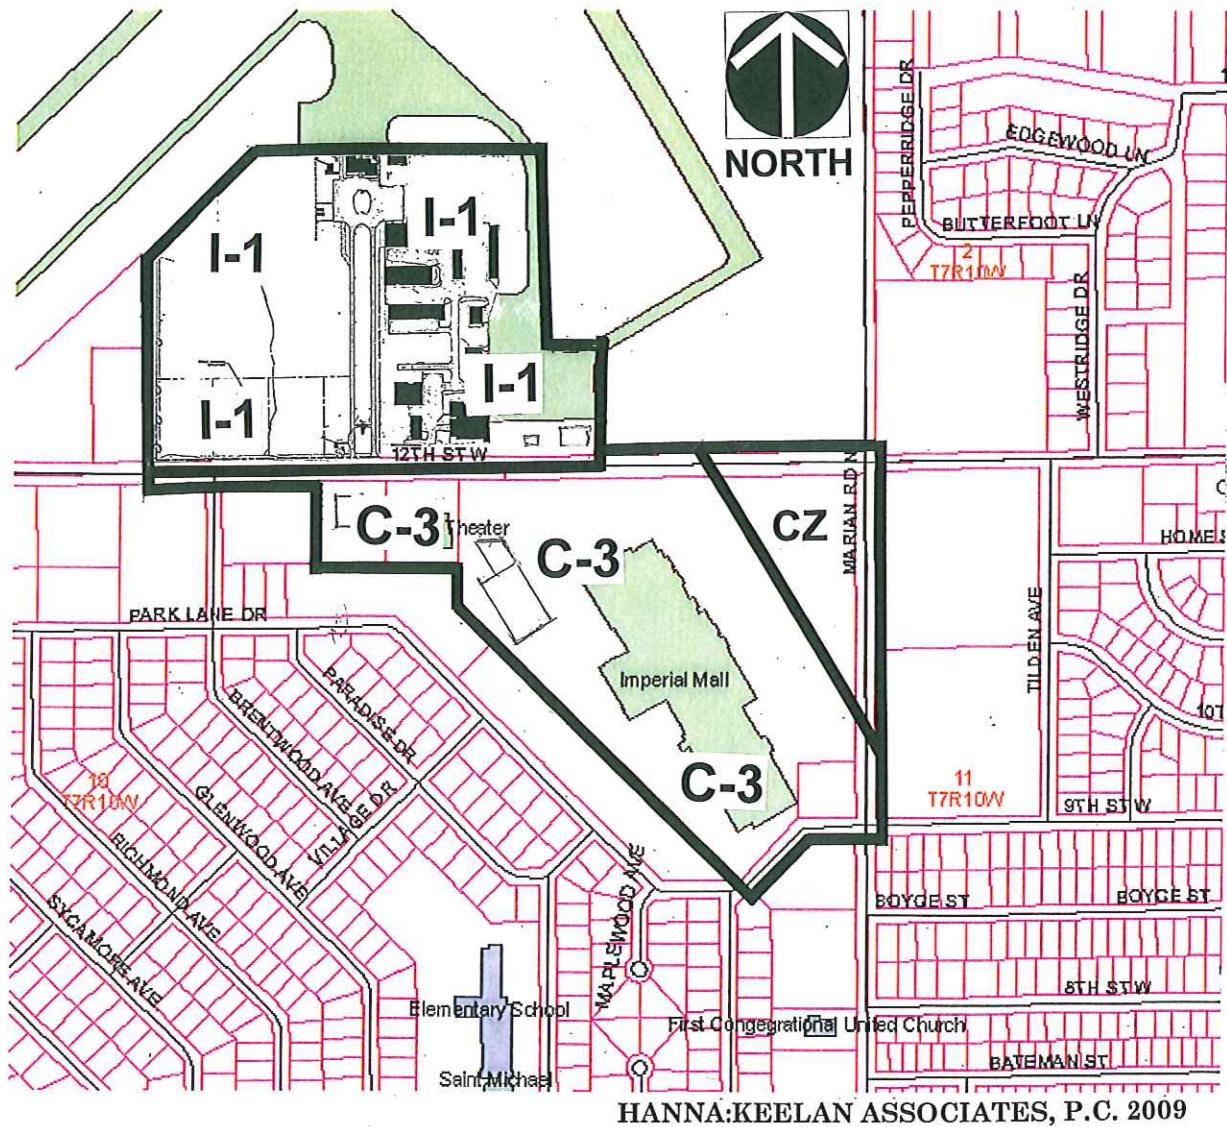 NORTH
PEPPERRIDGE DR
EDGEWOOD LN
BUTTERFOOT LN
2
T7R10W
WESTRIDGE DR
I-1
I-1
I-1
I-1
12TH ST W
C-3
Theater
C-3
CZ
MARIAN RD N
HOME S
TILDEN AVE
PARK LANE DR
PARADISE DR
BRENTWOOD AVE
VILLAGE DR
GLENWOOD AVE
RICHMOND AVE
SYCAMORE AVE
10
T7R10W
Imperial Mall
C-3
10T
11
T7R10W
9TH ST W
MAPLEWOOD AVE
BOYCE ST
BOYCE ST
8TH ST W
Elementary School
First Congegrational United Church
BATEMAN ST
Saint Michael
HANNA:KEELAN ASSOCIATES, P.C. 2009